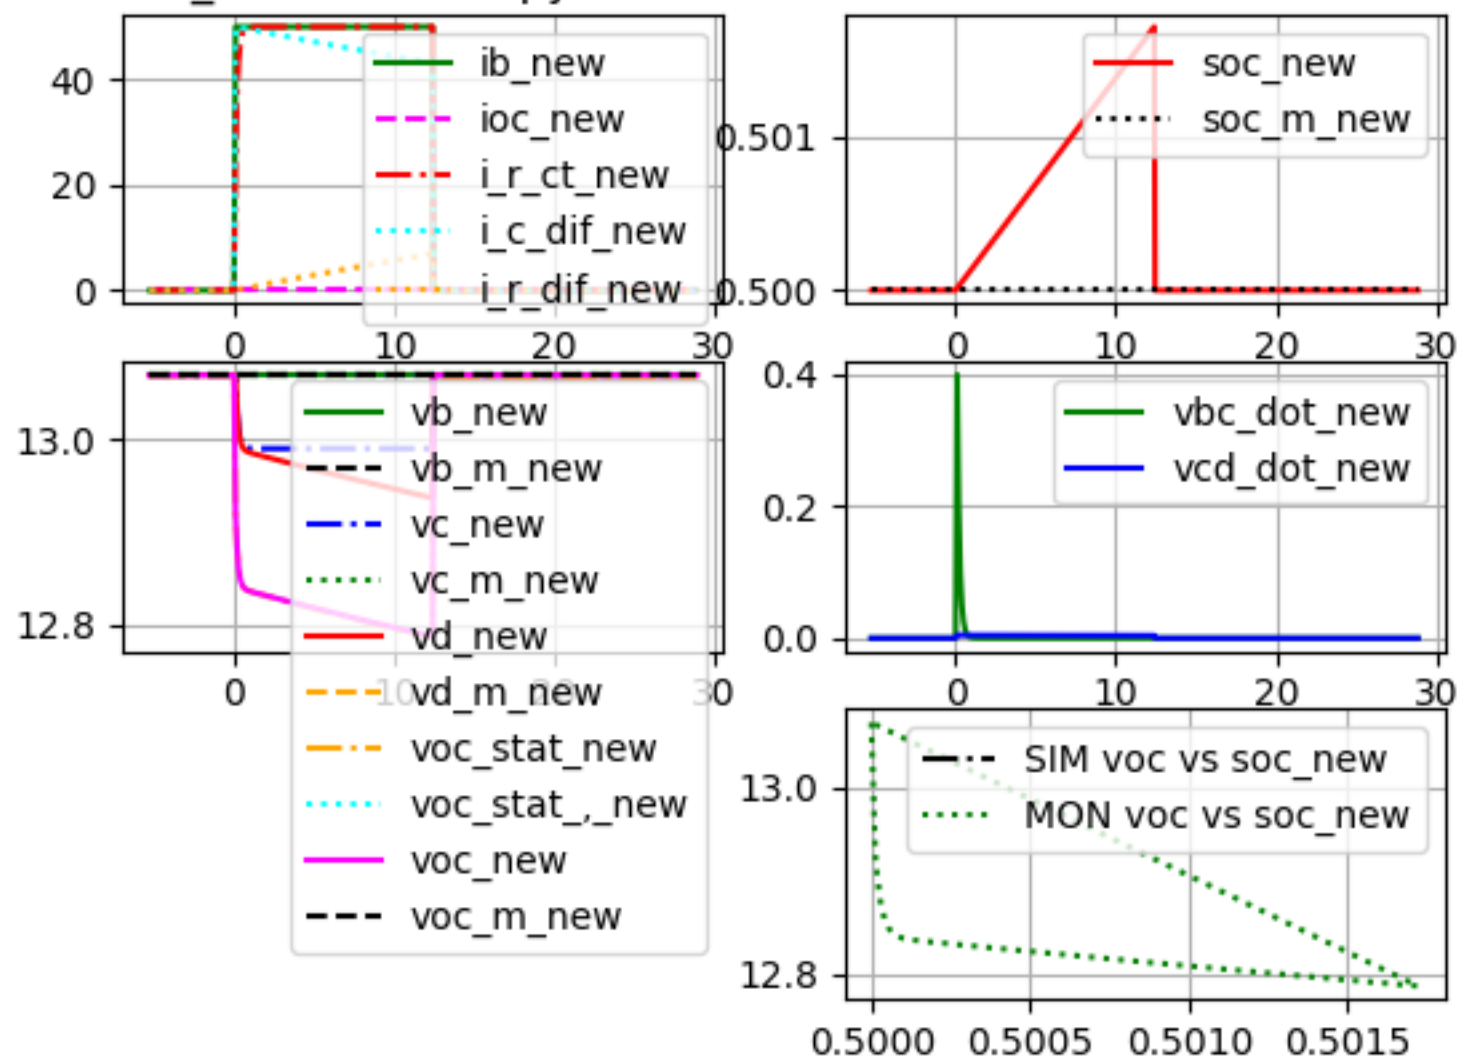 40
20
0
ib_new
ioc_new
i_r_ct_new
i_c_dif_new
i_r_dif_new
0 10 20 30
0.501
0.500
soc_new
soc_m_new
0 10 20 30
13.0
12.8
vb_new
vb_m_new
vc_new
vc_m_new
vd_new
vd_m_new
voc_stat_new
voc_stat_,_new
voc_new
voc_m_new
0 10 20 30
0.4
0.2
0.0
vbc_dot_new
vcd_dot_new
0 10 20 30
13.0
12.8
SIM voc vs soc_new
MON voc vs soc_new
0.5000 0.5005 0.5010 0.5015